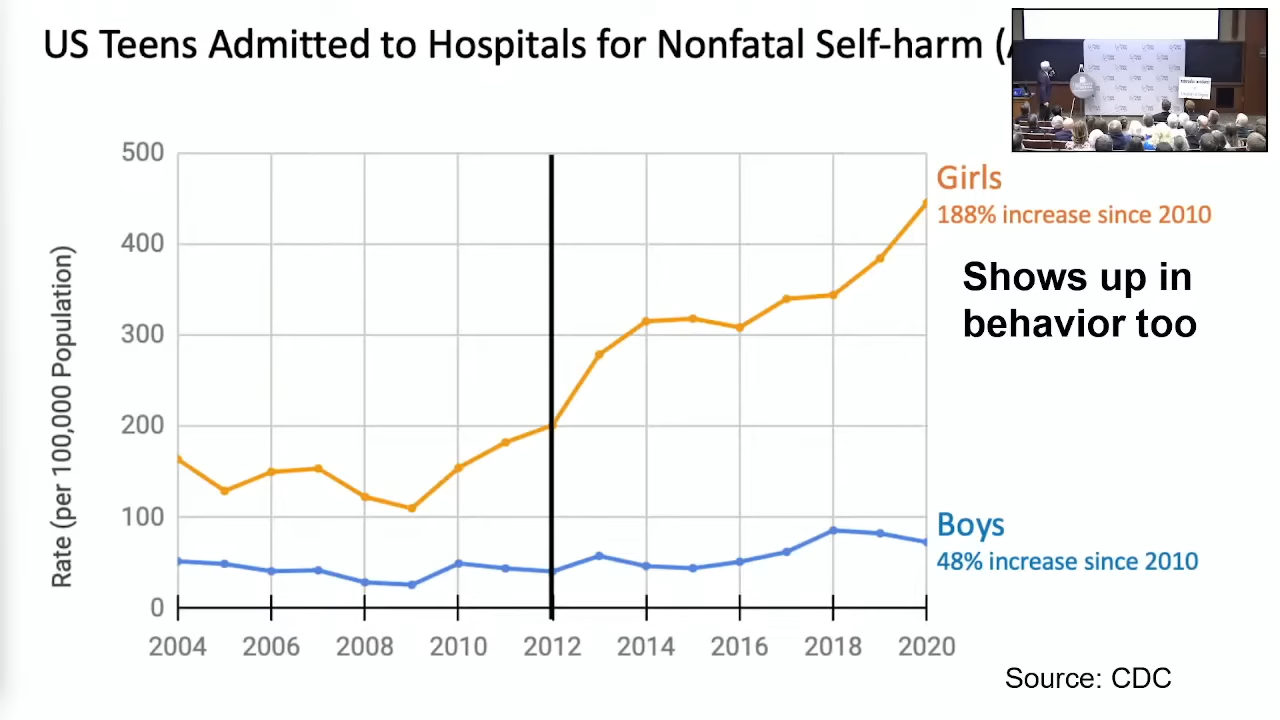 US Teens Admitted to Hospitals for Nonfatal Self-harm (
Rate (per 100,000 Population)
500
400
300
200
100
0
2004 2006 2008 2010 2012 2014 2016 2018 2020
Girls
188% increase since 2010
Shows up in
behavior too
Boys
48% increase since 2010
Source: CDC